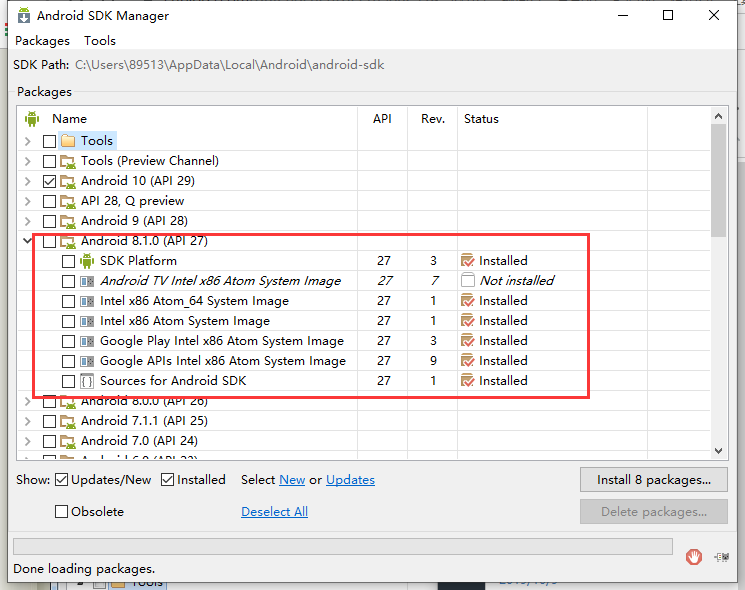 Android SDK Manager
Packages Tools
SDK Path: C:\Users\89513\AppData\Local\Android\android-sdk
Packages
Name API Rev. Status
Tools
Tools (Preview Channel)
Android 10 (API 29)
API 28, Q preview
Android 9 (API 28)
Android 8.1.0 (API 27)
SDK Platform 27 3 Installed
Android TV Intel x86 Atom System Image 27 7 Not installed
Intel x86 Atom_64 System Image 27 1 Installed
Intel x86 Atom System Image 27 1 Installed
Google Play Intel x86 Atom System Image 27 3 Installed
Google APIs Intel x86 Atom System Image 27 9 Installed
Sources for Android SDK 27 1 Installed
Android 8.0.0 (API 26)
Android 7.1.1 (API 25)
Android 7.0 (API 24)
Show: Updates/New Installed Select New or Updates Install 8 packages...
Obsolete Deselect All Delete packages...
Done loading packages.
Tools